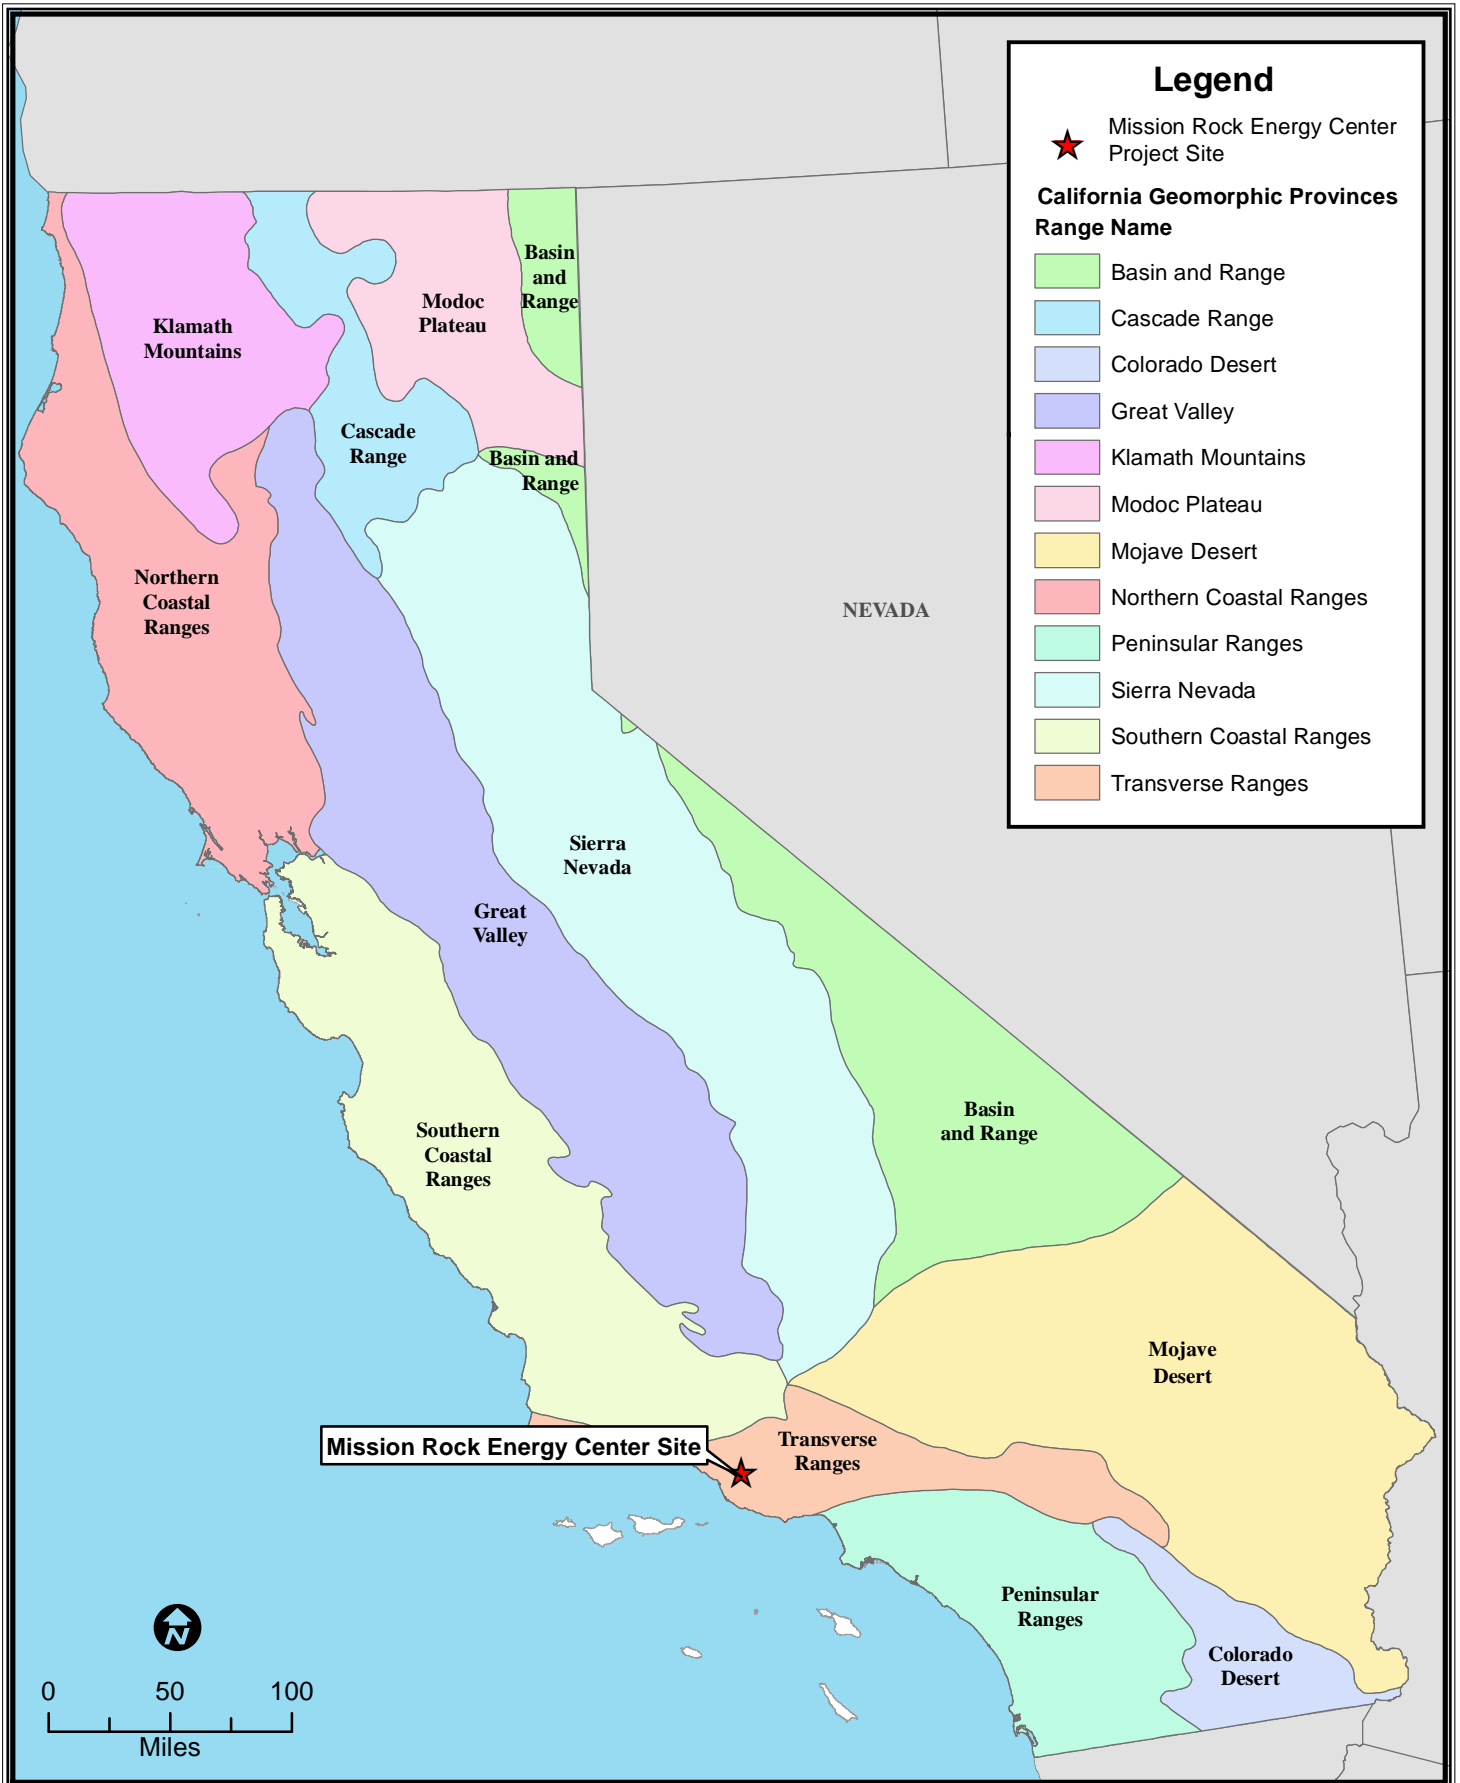 Legend
Mission Rock Energy Center
Project Site
California Geomorphic Provinces
Range Name
Basin and Range
Cascade Range
Colorado Desert
Great Valley
Klamath Mountains
Modoc Plateau
Mojave Desert
Northern Coastal Ranges
Peninsular Ranges
Sierra Nevada
Southern Coastal Ranges
Transverse Ranges
Basin
and
Range
Modoc
Plateau
Klamath
Mountains
Cascade
Range
Basin and
Range
Northern
Coastal
Ranges
NEVADA
Sierra
Nevada
Great
Valley
Basin
and Range
Southern
Coastal
Ranges
Mojave
Desert
Mission Rock Energy Center Site
Transverse
Ranges
Peninsular
Ranges
Colorado
Desert
N
0 50 100
Miles